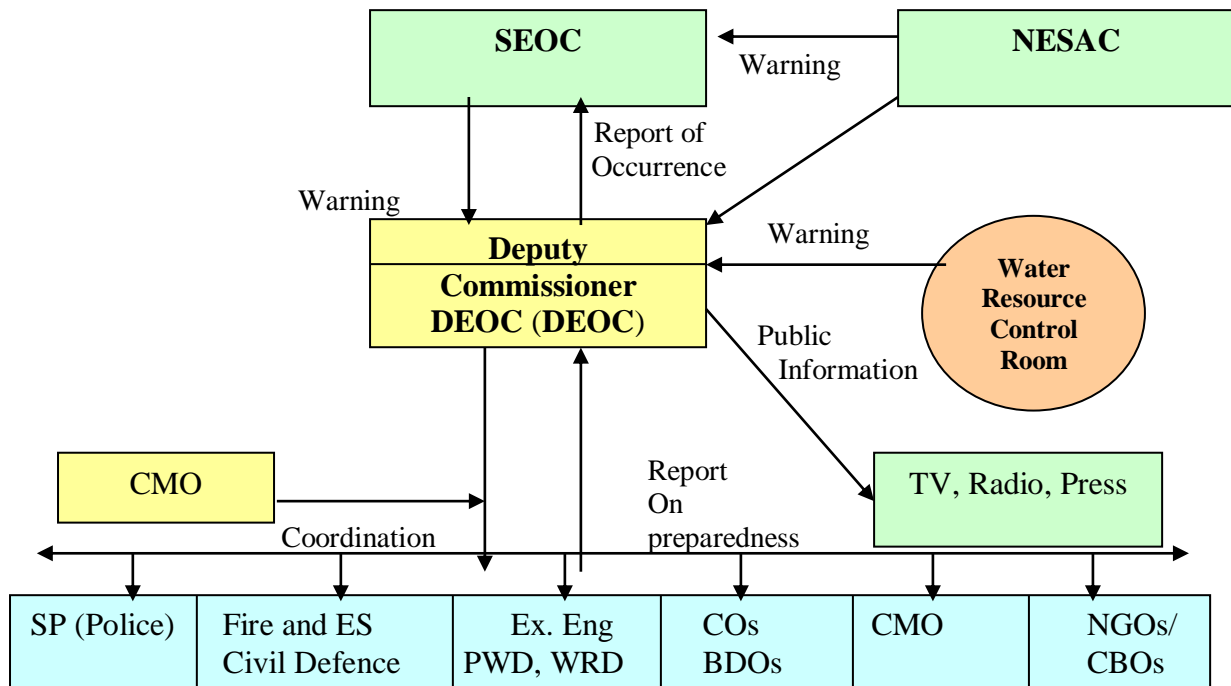 SEOC
NESAC
Warning
Report of
Occurrence
Warning
Deputy
Commissioner
DEOC (DEOC)
Warning
Water
Resource
Control
Room
Public
Information
CMO
Report
On
preparedness
TV, Radio, Press
Coordination
SP (Police)
Fire and ES
Civil Defence
Ex. Eng
PWD, WRD
COs
BDOs
CMO
NGOs/
CBOs